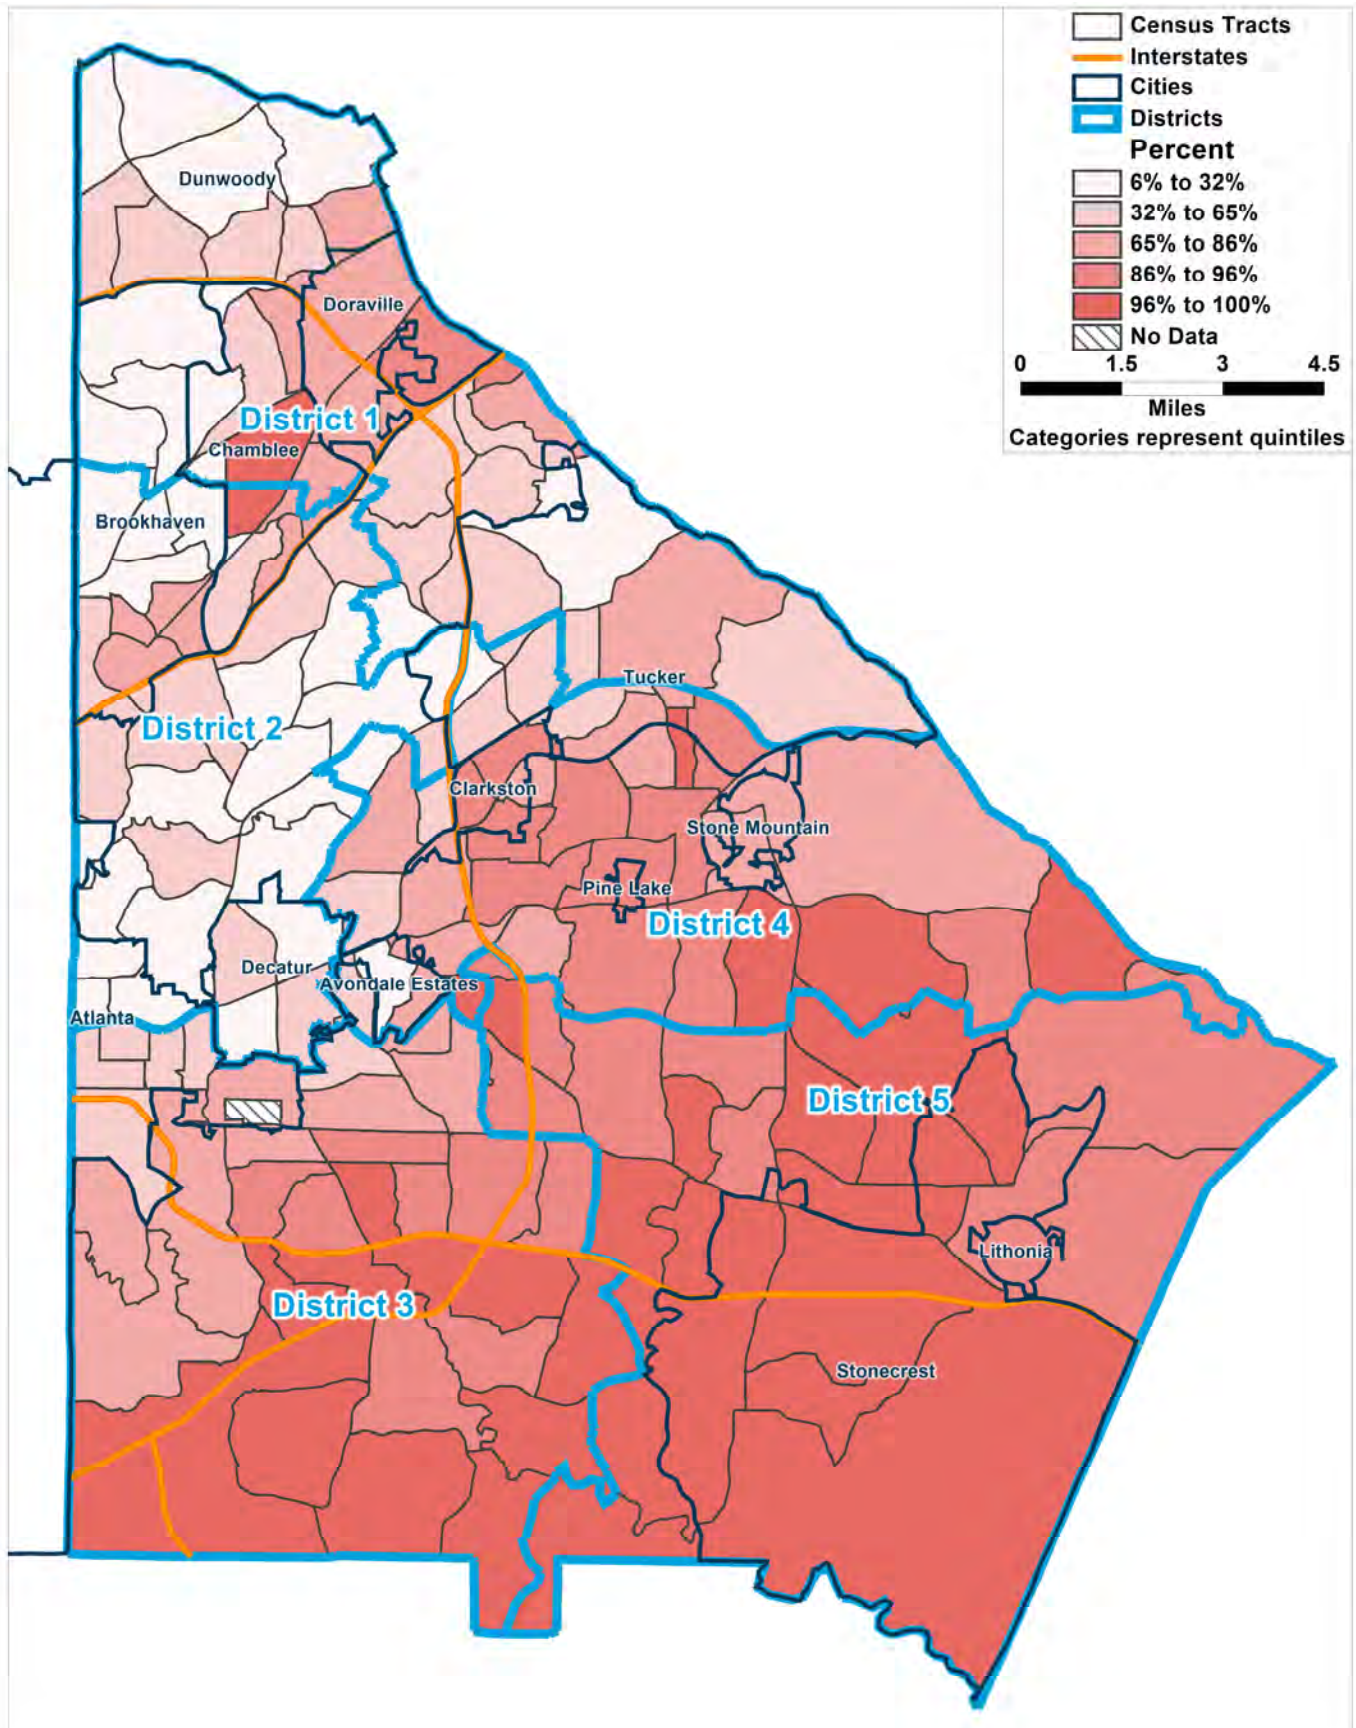 Census Tracts
Interstates
Cities
Districts
Percent
6% to 32%
32% to 65%
65% to 86%
86% to 96%
96% to 100%
No Data
0 1.5 3 4.5
Miles
Categories represent quintiles
Dunwoody
Doraville
District 1
Chamblee
Brookhaven
Tucker
District 2
Clarkston
Stone Mountain
Pine Lake
District 4
Decatur
Avondale Estates
Atlanta
District 5
Lithonia
District 3
Stonecrest